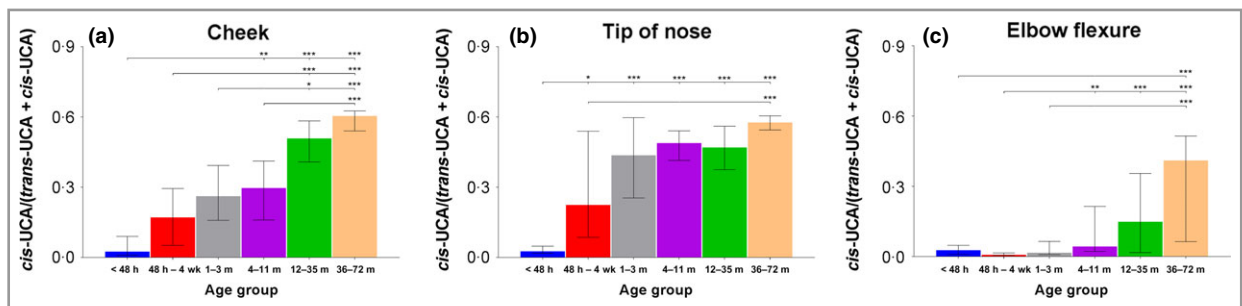 (a)
Cheek
cis-UCA/(trans-UCA + cis-UCA)
0·9
0·6
0·3
0·0
** *** ***
*** ***
* ***
***
< 48 h 48 h – 4 wk 1–3 m 4–11 m 12–35 m 36–72 m
Age group
(b)
Tip of nose
cis-UCA/(trans-UCA + cis-UCA)
0·9
0·6
0·3
0·0
* *** *** *** ***
***
< 48 h 48 h – 4 wk 1–3 m 4–11 m 12–35 m 36–72 m
Age group
(c)
Elbow flexure
cis-UCA/(trans-UCA + cis-UCA)
0·9
0·6
0·3
0·0
***
** *** ***
***
< 48 h 48 h – 4 wk 1–3 m 4–11 m 12–35 m 36–72 m
Age group